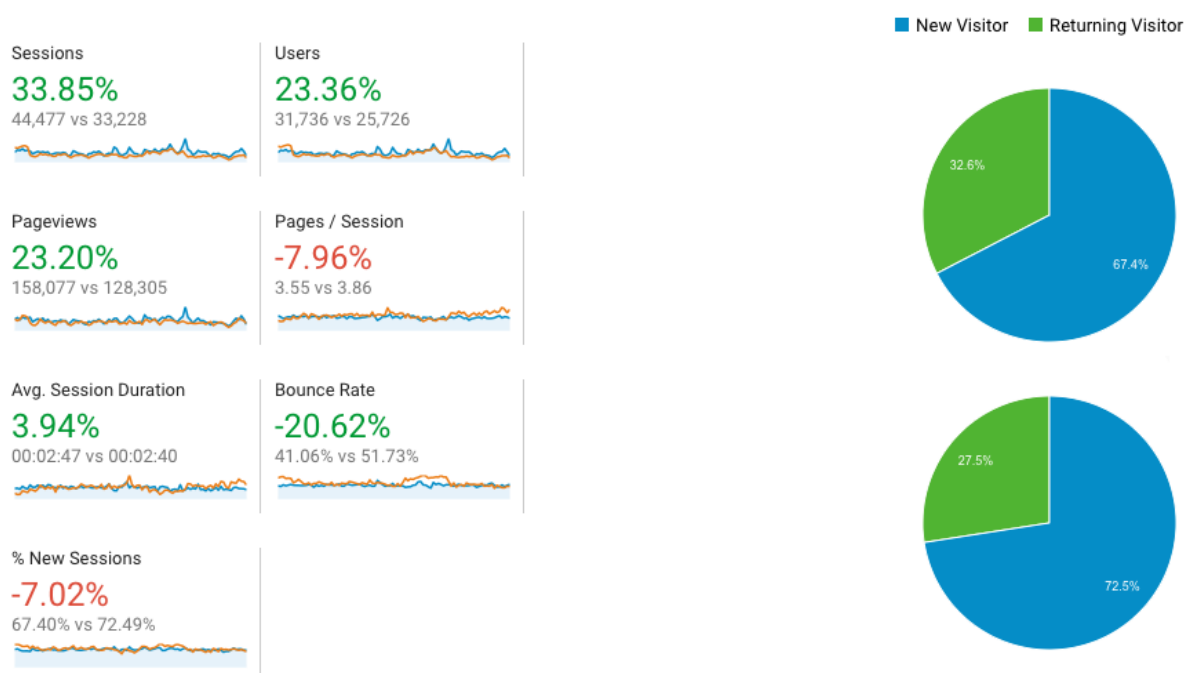 New Visitor
Returning Visitor
Sessions
33.85%
44,477 vs 33,228
Users
23.36%
31,736 vs 25,726
Pageviews
23.20%
158,077 vs 128,305
Pages / Session
-7.96%
3.55 vs 3.86
Avg. Session Duration
3.94%
00:02:47 vs 00:02:40
Bounce Rate
-20.62%
41.06% vs 51.73%
% New Sessions
-7.02%
67.40% vs 72.49%
32.6%
67.4%
27.5%
72.5%